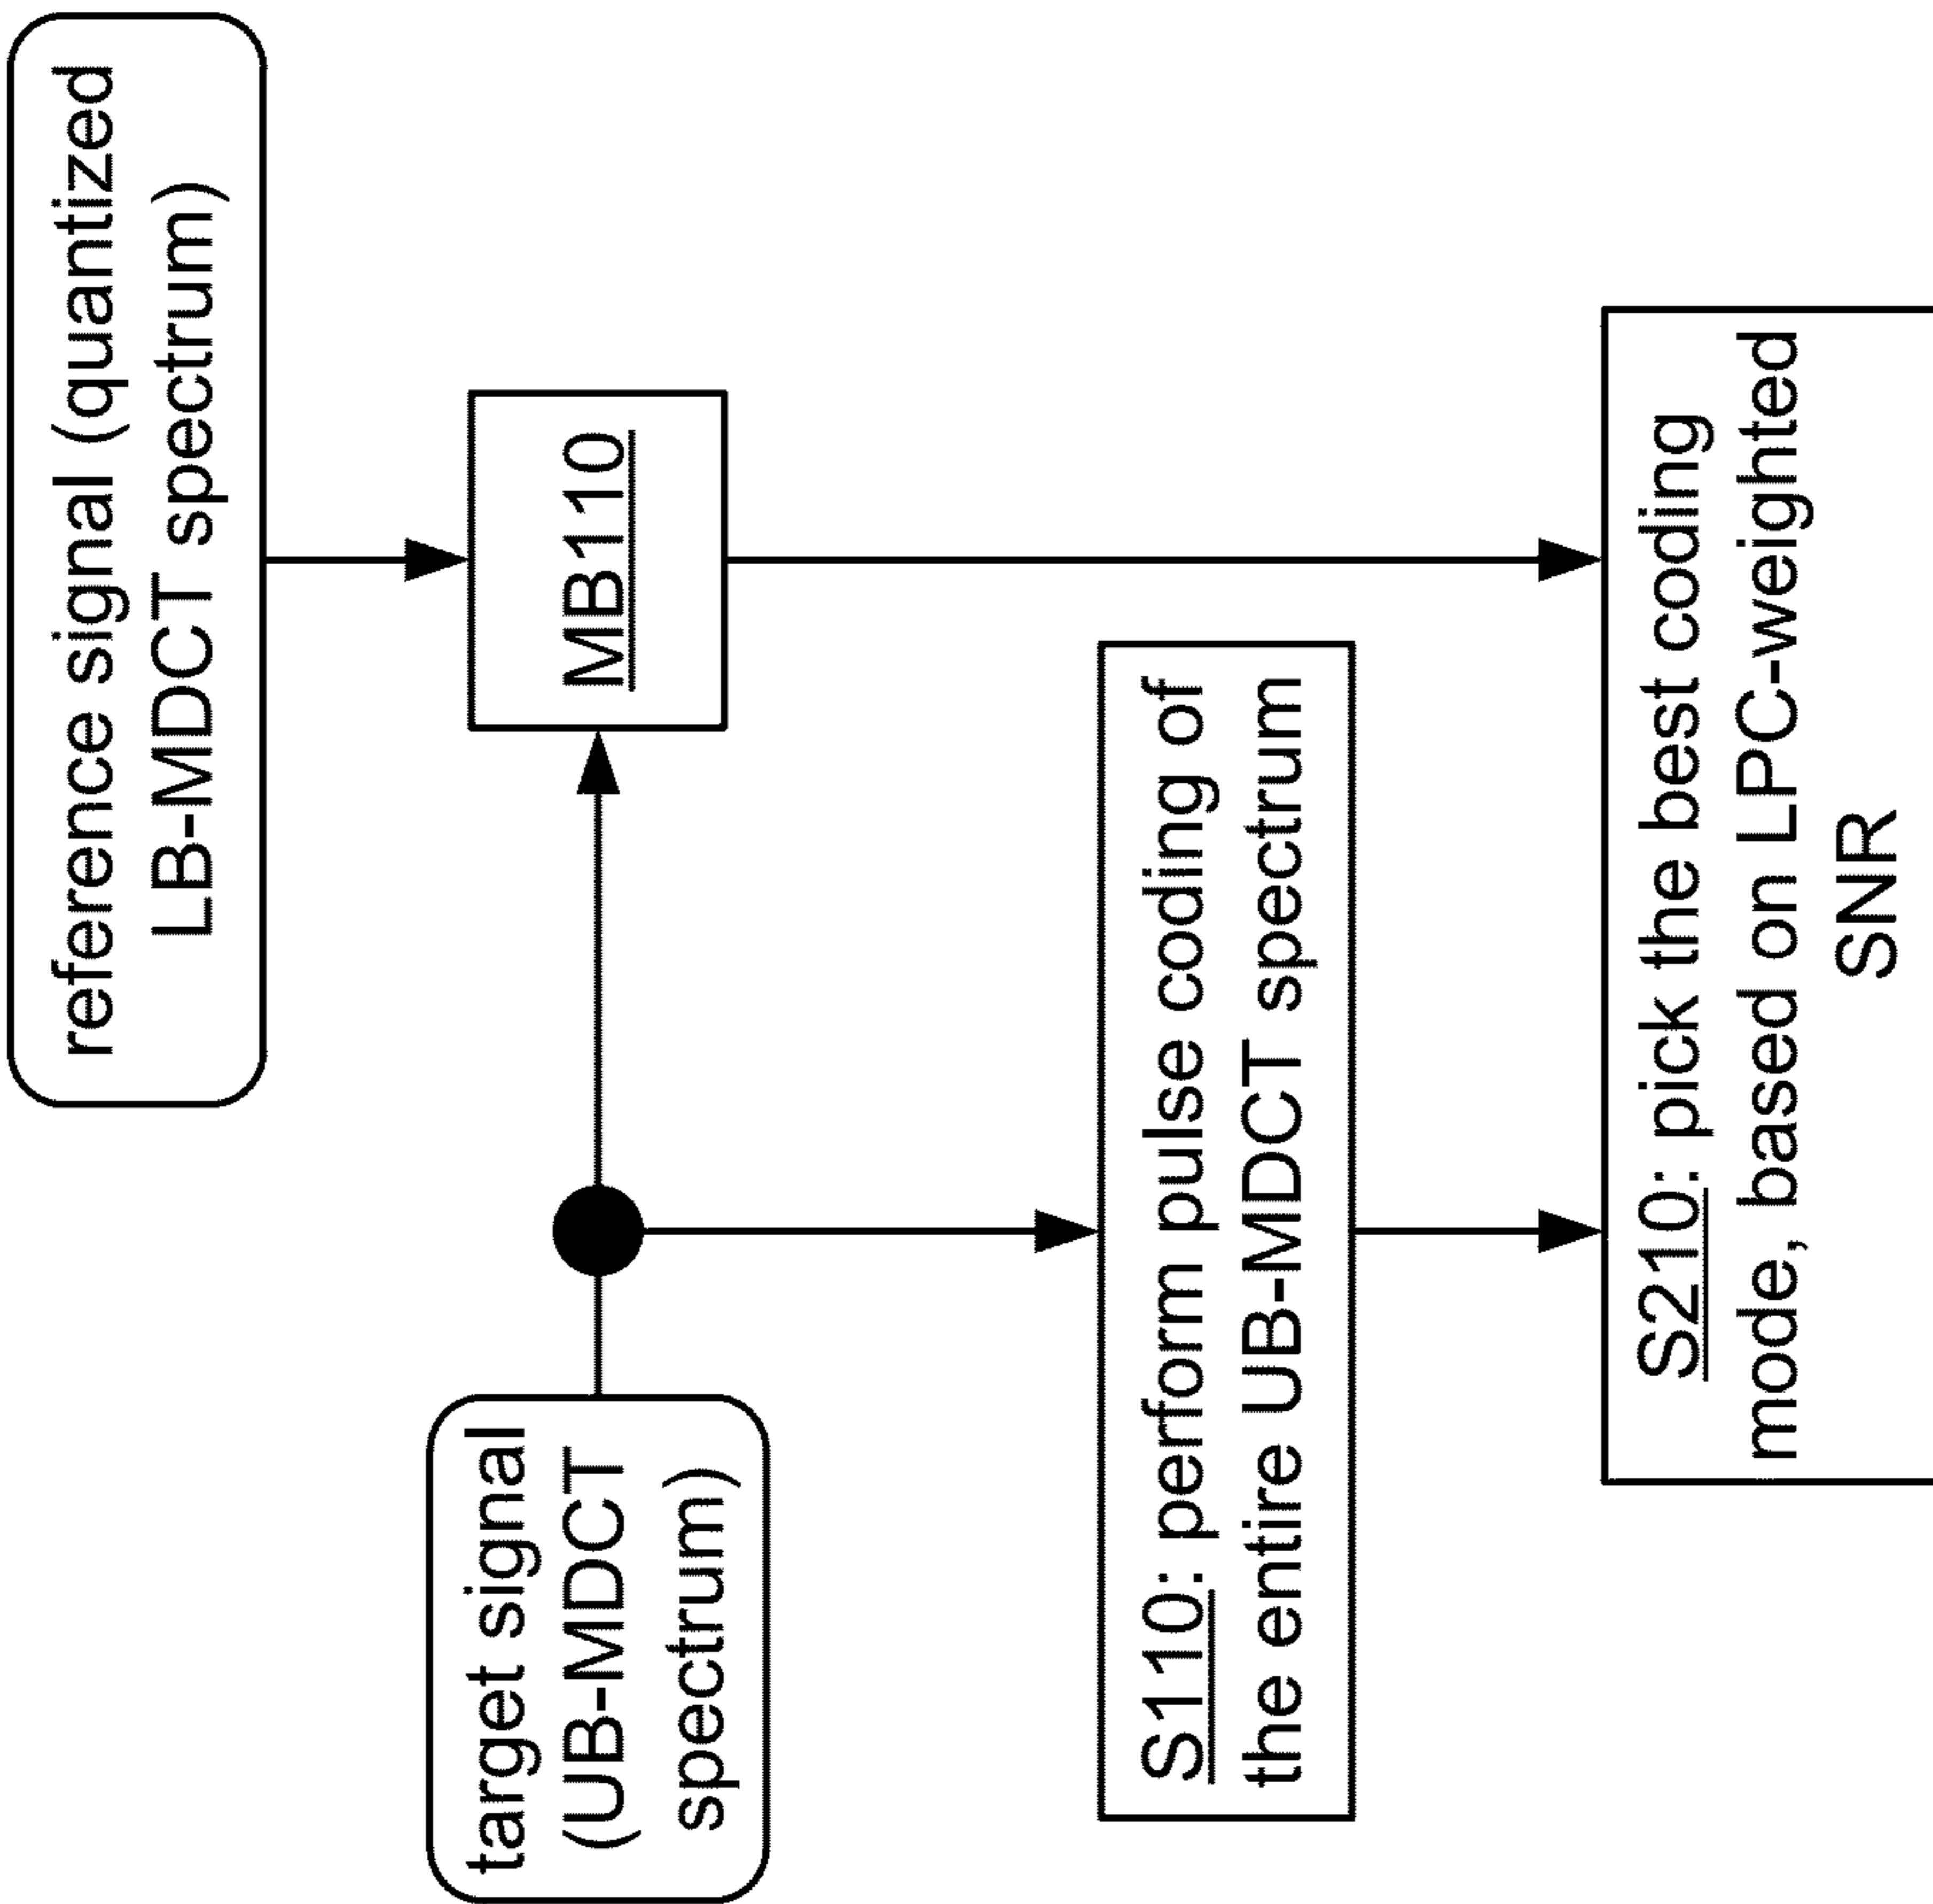 reference signal (quantized
LB-MDCT spectrum)
target signal
(UB-MDCT
spectrum)
MB110
S110: perform pulse coding of
the entire UB-MDCT spectrum
S210: pick the best coding
mode, based on LPC-weighted
SNR